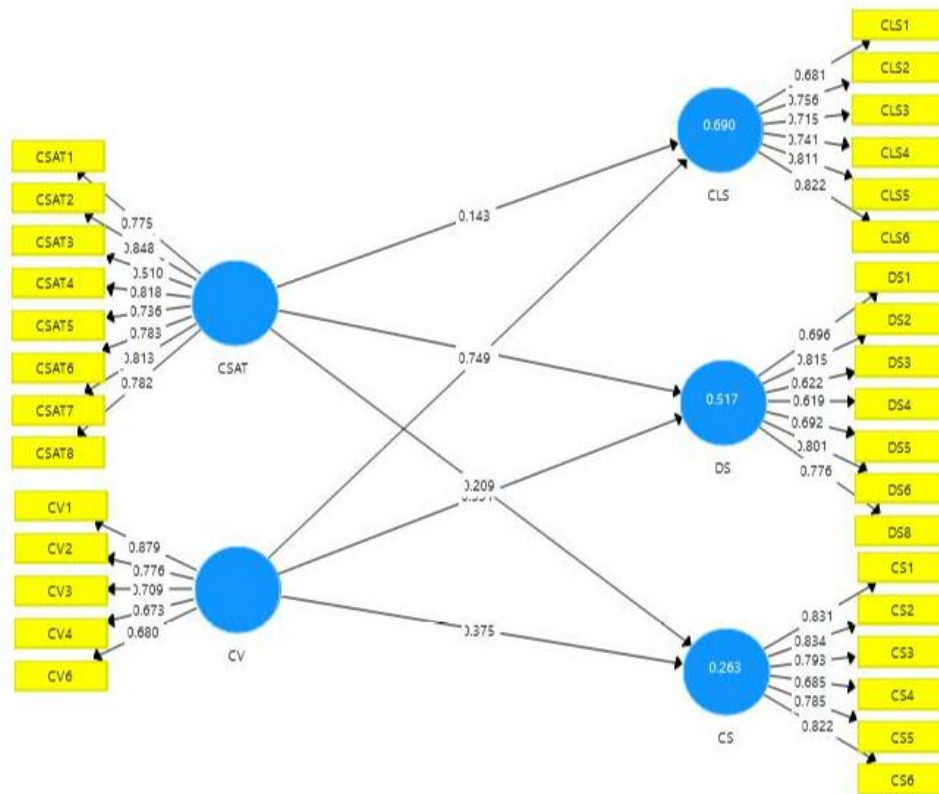 CSAT1
CSAT2
CSAT3
CSAT4
CSAT5
CSAT6
CSAT7
CSAT8
0.775
0.848
0.510
0.818
0.736
0.783
0.813
0.782
CSAT
CV1
CV2
CV3
CV4
CV6
0.879
0.776
0.709
0.673
0.680
CV
0.143
0.749
0.209
0.375
0.690
CLS
0.681
0.756
0.715
0.741
0.811
0.822
CLS1
CLS2
CLS3
CLS4
CLS5
CLS6
0.517
DS
0.696
0.815
0.622
0.619
0.692
0.801
0.776
DS1
DS2
DS3
DS4
DS5
DS6
DS8
0.263
CS
0.831
0.834
0.793
0.685
0.785
0.822
CS1
CS2
CS3
CS4
CS5
CS6